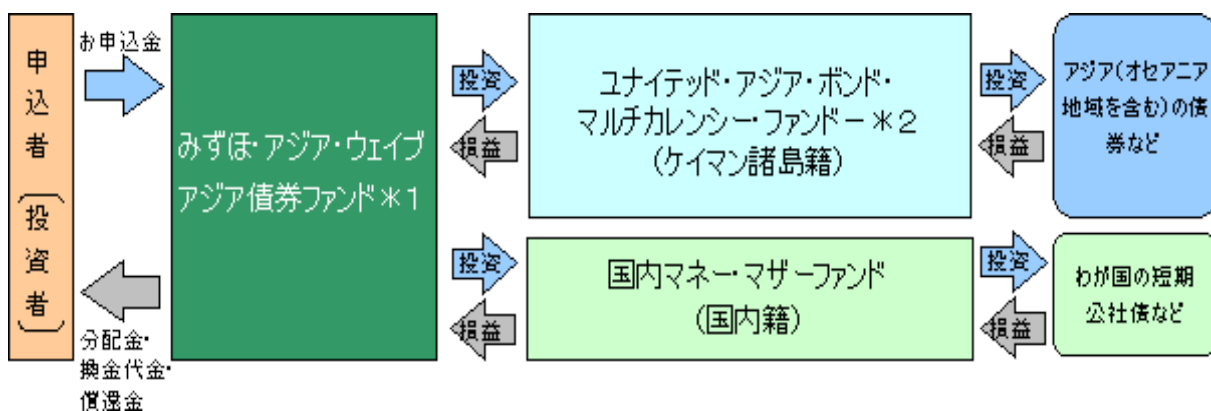 申込者(投資者)
お申込金
分配金・
換金代金・
償還金
みずほ・アジア・ウェイブ
アジア債券ファンド*1
投資
損益
ユナイテッド・アジア・ボンド・
マルチカレンシー・ファンドー*2
(ケイマン諸島籍)
投資
損益
アジア(オセアニア
地域を含む)の債
券など
投資
損益
国内マネー・マザーファンド
(国内籍)
投資
損益
わが国の短期
公社債など